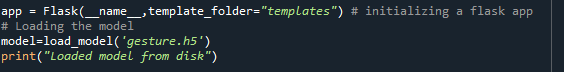 app = Flask(__name__,template_folder="templates") # initializing a flask app
# Loading the model
model=load_model('gesture.h5')
print("Loaded model from disk")